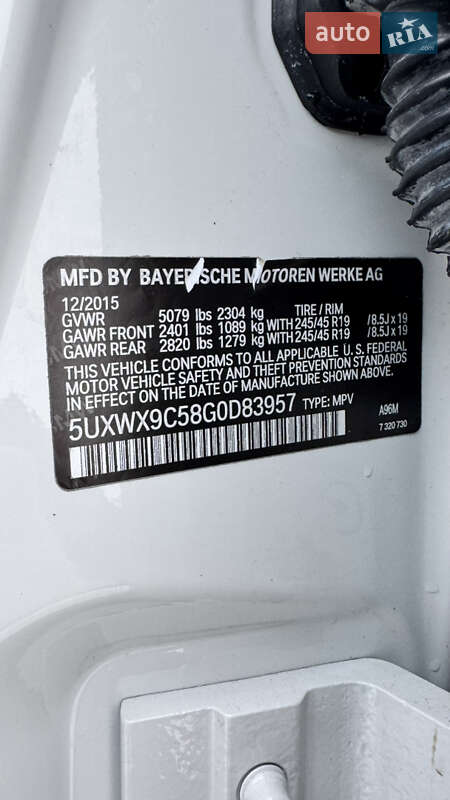 auto RIA .com
MFD BY BAYERISCHE MOTOREN WERKE AG
12/2015
GVWR 5079 lbs 2304 kg TIRE / RIM
GAWR FRONT 2401 lbs 1089 kg WITH 245/45 R19 /8.5J x 19
GAWR REAR 2820 lbs 1279 kg WITH 245/45 R19 /8.5J x 19
THIS VEHICLE CONFORMS TO ALL APPLICABLE U. S. FEDERAL
MOTOR VEHICLE SAFETY AND THEFT PREVENTION STANDARDS
IN EFFECT ON THE DATE OF MANUFACTURE SHOWN ABOVE.
5UXWX9C58G0D83957 TYPE: MPV
A96M
7 320 730